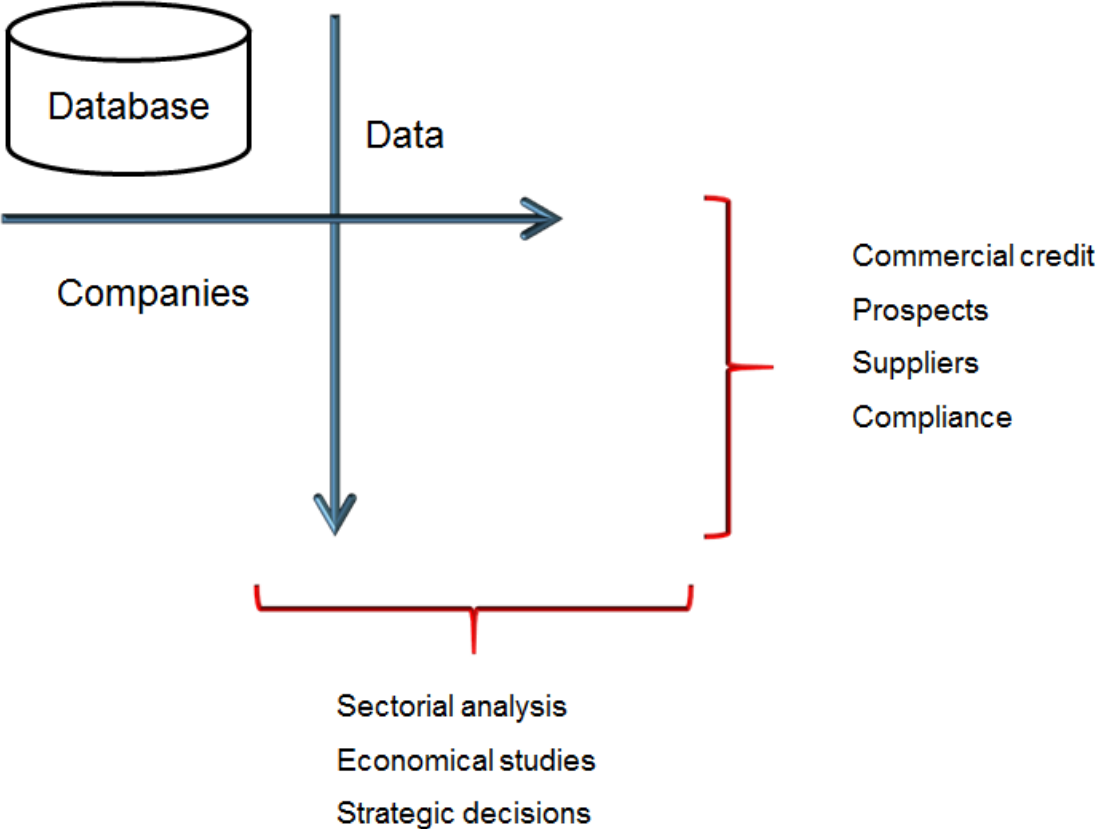 Database
Data
Companies
Commercial credit
Prospects
Suppliers
Compliance
Sectorial analysis
Economical studies
Strategic decisions